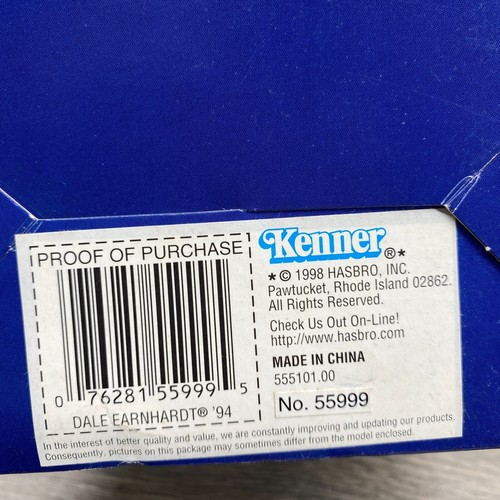 PROOF OF PURCHASE
0 76281 55999 5
DALE EARNHARDT® '94
Kenner®*
*© 1998 HASBRO, INC.
Pawtucket, Rhode Island 02862.
All Rights Reserved.
Check Us Out On-Line!
http://www.hasbro.com
MADE IN CHINA
555101.00
No. 55999
In the interest of better quality and value, we are constantly improving and updating our products.
Consequently, pictures on this package may sometimes differ from the model enclosed.